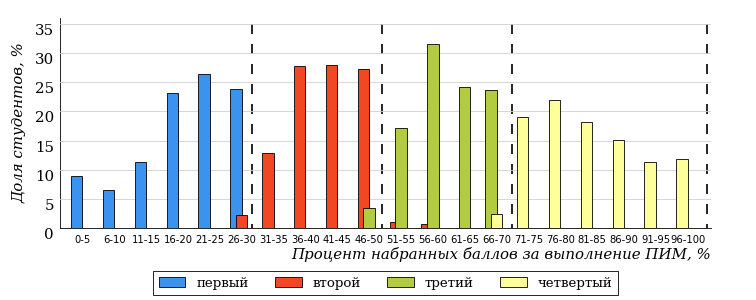 Доля студентов, %
35
30
25
20
15
10
5
0
0-5 6-10 11-15 16-20 21-25 26-30 31-35 36-40 41-45 46-50 51-55 56-60 61-65 66-70 71-75 76-80 81-85 86-90 91-95 96-100
Процент набранных баллов за выполнение ПИМ, %
первый второй третий четвертый